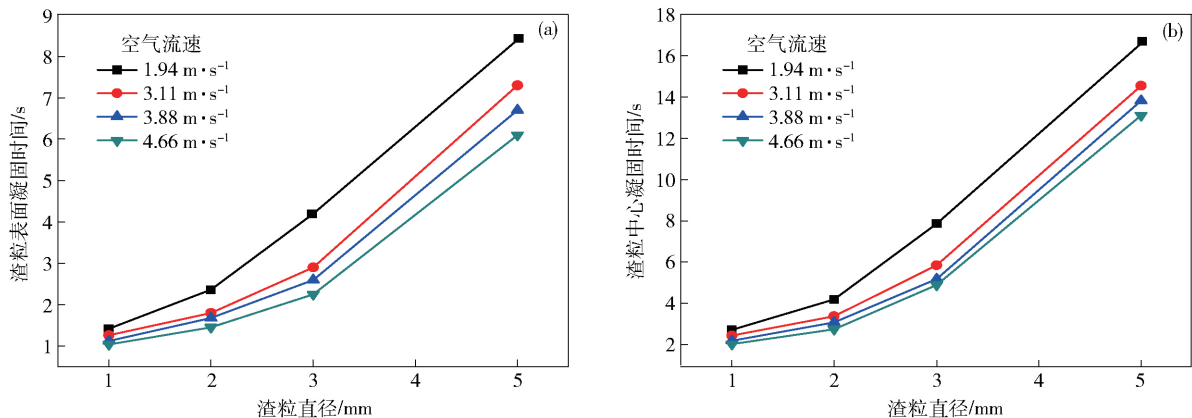 (a)
空气流速
1.94 m·s⁻¹
3.11 m·s⁻¹
3.88 m·s⁻¹
4.66 m·s⁻¹
渣粒表面凝固时间/s
9
8
7
6
5
4
3
2
1
1 2 3 4 5
渣粒直径/mm
(b)
空气流速
1.94 m·s⁻¹
3.11 m·s⁻¹
3.88 m·s⁻¹
4.66 m·s⁻¹
渣粒中心凝固时间/s
18
16
14
12
10
8
6
4
2
1 2 3 4 5
渣粒直径/mm